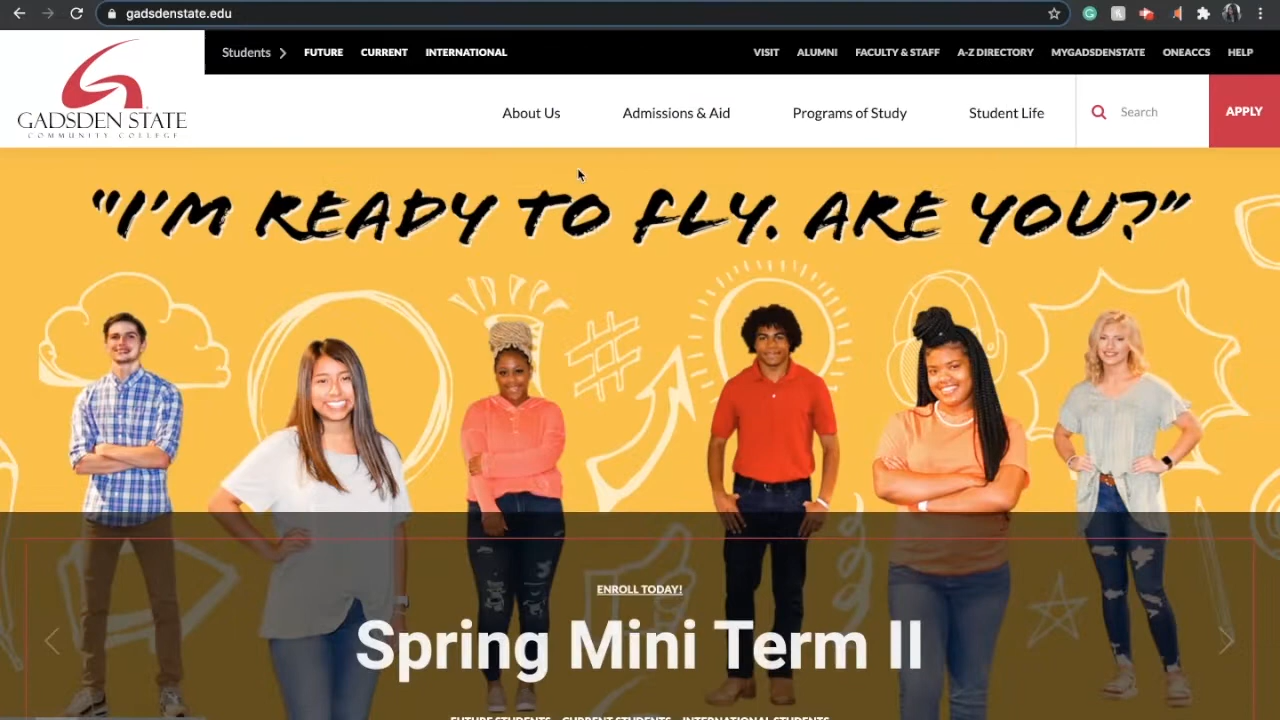 gadsdenstate.edu
Students FUTURE CURRENT INTERNATIONAL VISIT ALUMNI FACULTY & STAFF A-Z DIRECTORY MYGADSDENSTATE ONEACCS HELP
GADSDEN STATE
COMMUNITY COLLEGE
About Us Admissions & Aid Programs of Study Student Life Search APPLY
"I'M READY TO FLY. ARE YOU?"
#
ENROLL TODAY!
Spring Mini Term II
FUTURE STUDENTS CURRENT STUDENTS INTERNATIONAL STUDENTS